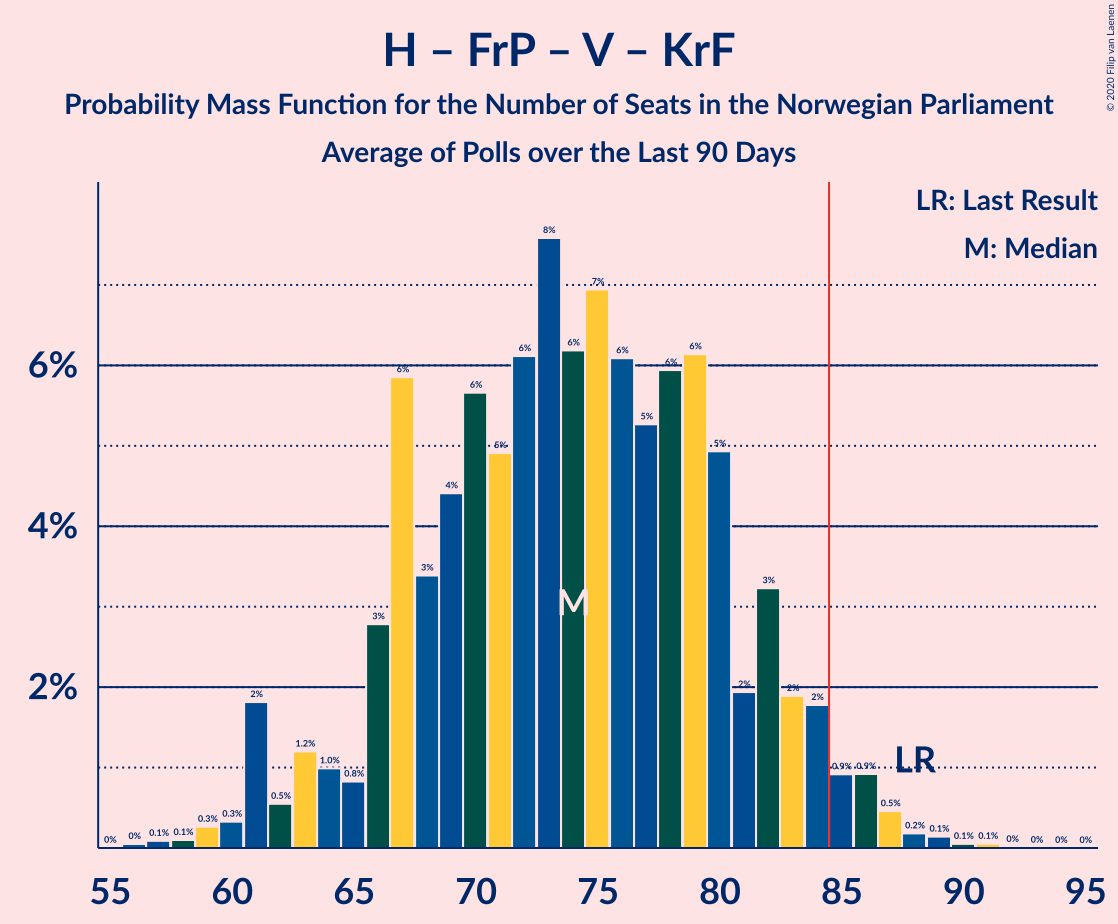 H – FrP – V – KrF
Probability Mass Function for the Number of Seats in the Norwegian Parliament
Average of Polls over the Last 90 Days
© 2020 Filip van Laenen
LR: Last Result
M: Median
6%
4%
2%
0% 0% 0.1% 0.1% 0.3% 0.3% 2% 0.5% 1.2% 1.0% 0.8% 3% 6% 3% 4% 6% 5% 6% 8% 6% 7% 6% 5% 6% 6% 5% 2% 3% 2% 2% 0.9% 0.9% 0.5% 0.2% 0.1% 0.1% 0.1% 0% 0% 0% 0%
M
LR
55 60 65 70 75 80 85 90 95